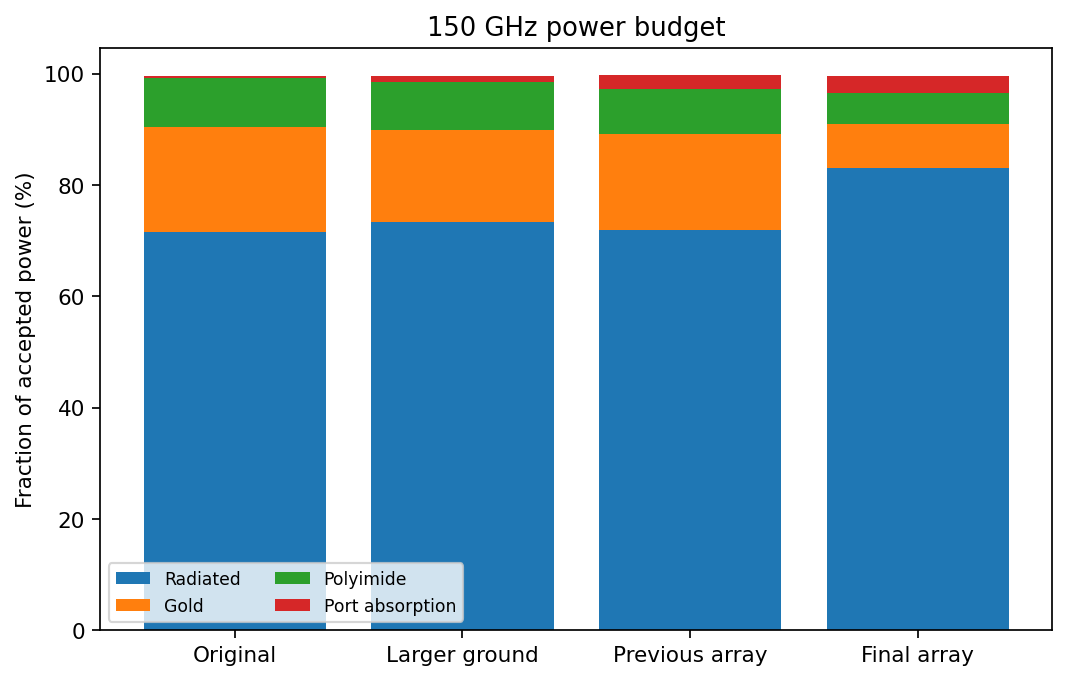 150 GHz power budget
Fraction of accepted power (%)
100
80
60
40
20
0
Radiated
Gold
Polyimide
Port absorption
Original
Larger ground
Previous array
Final array